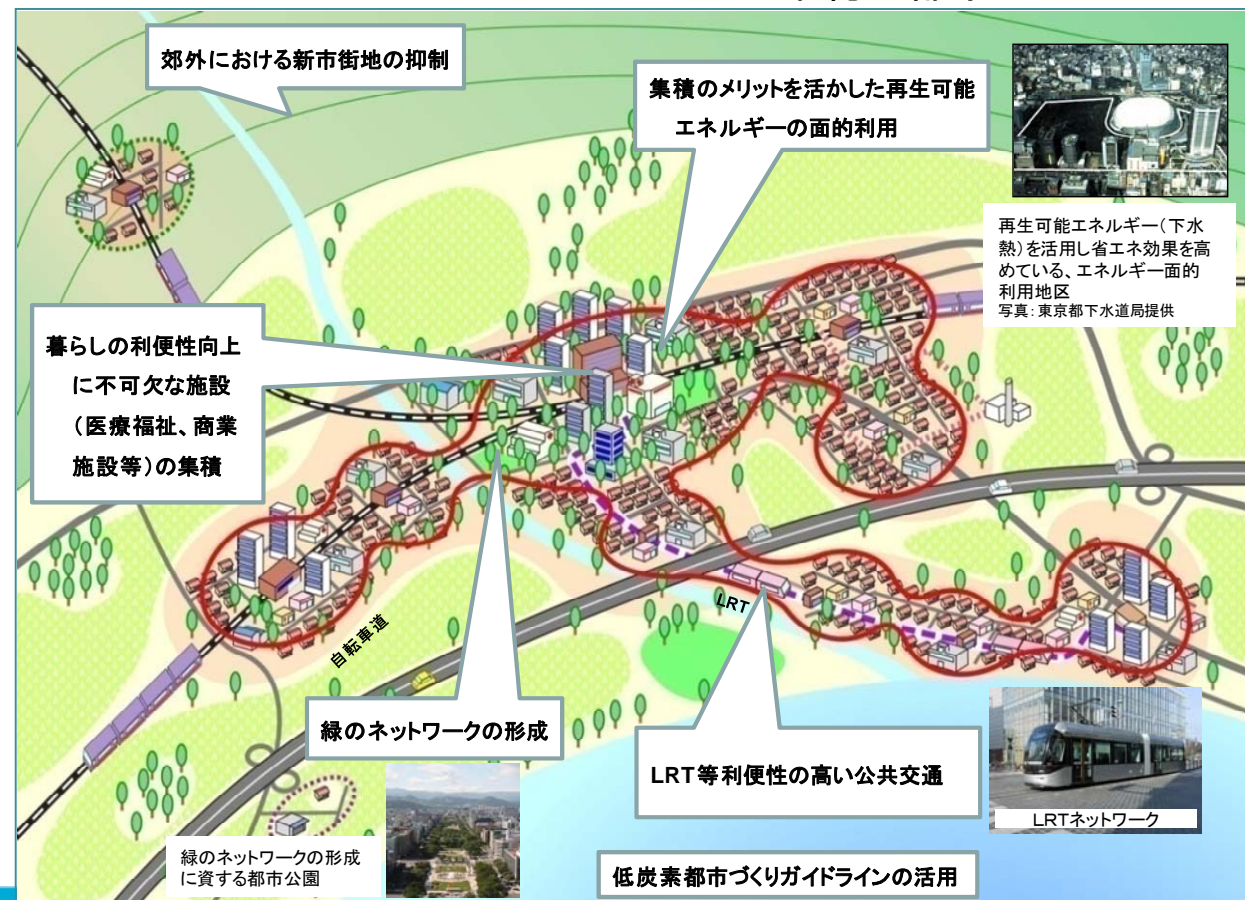 郊外における新市街地の抑制
集積のメリットを活かした再生可能
エネルギーの面的利用
再生可能エネルギー（下水
熱）を活用し省エネ効果を高
めている、エネルギー面的
利用地区
写真：東京都下水道局提供
暮らしの利便性向上
に不可欠な施設
（医療福祉、商業
施設等）の集積
LRT
自転車道
緑のネットワークの形成
LRT等利便性の高い公共交通
LRTネットワーク
緑のネットワークの形成
に資する都市公園
低炭素都市づくりガイドラインの活用